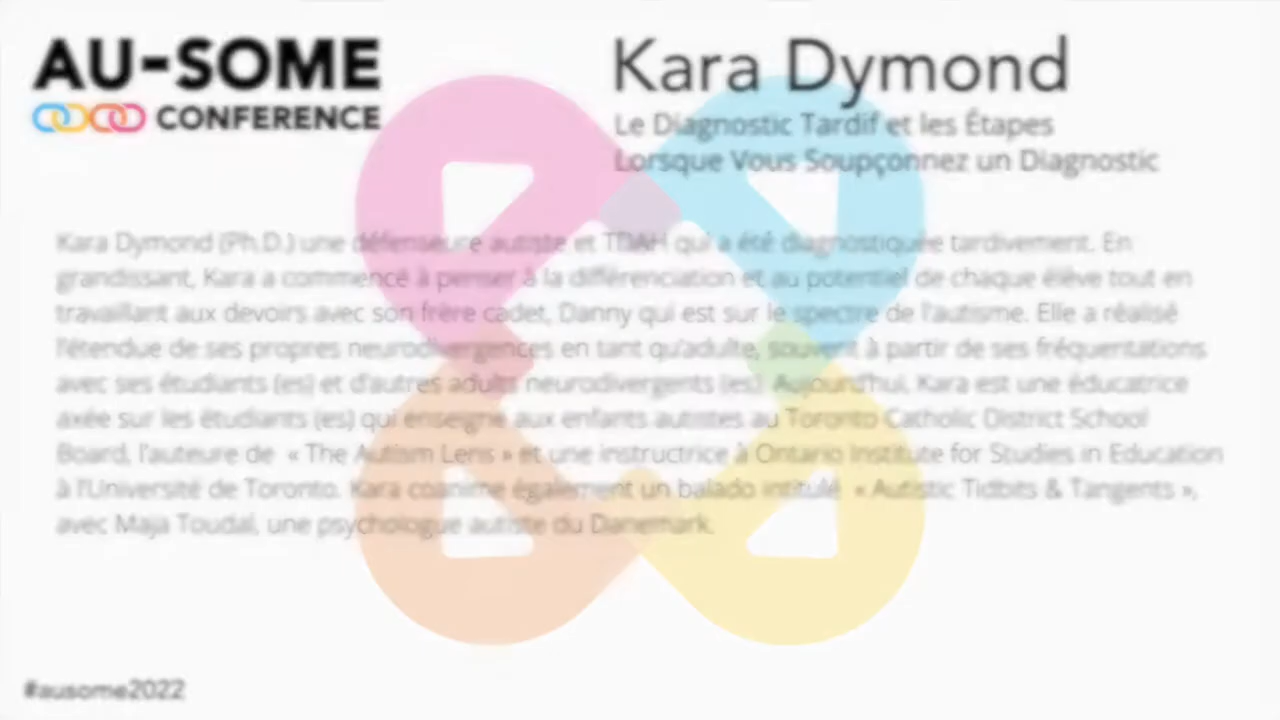 AU-SOME
CONFERENCE
Kara Dymond
Le Diagnostic Tardif et les Étapes
Lorsque Vous Soupçonnez un Diagnostic
Kara Dymond (Ph.D.) une défenseure autiste et TDAH qui a été diagnostiquée tardivement. En
grandissant, Kara a commencé à penser à la différenciation et au potentiel de chaque élève tout en
travaillant aux devoirs avec son frère cadet, Danny qui est sur le spectre de l'autisme. Elle a réalisé
l'étendue de ses propres neurodivergences en tant qu'adulte, souvent à partir de ses fréquentations
avec ses étudiants (es) et d'autres adults neurodivergents (es). Aujourd'hui, Kara est une éducatrice
axée sur les étudiants (es) qui enseigne aux enfants autistes au Toronto Catholic District School
Board, l'auteure de « The Autism Lens » et une instructrice à Ontario Institute for Studies in Education
à l'Université de Toronto. Kara coanime également un balado intitulé « Autistic Tidbits & Tangents »,
avec Maja Toudal, une psychologue autiste du Danemark.
#ausome2022